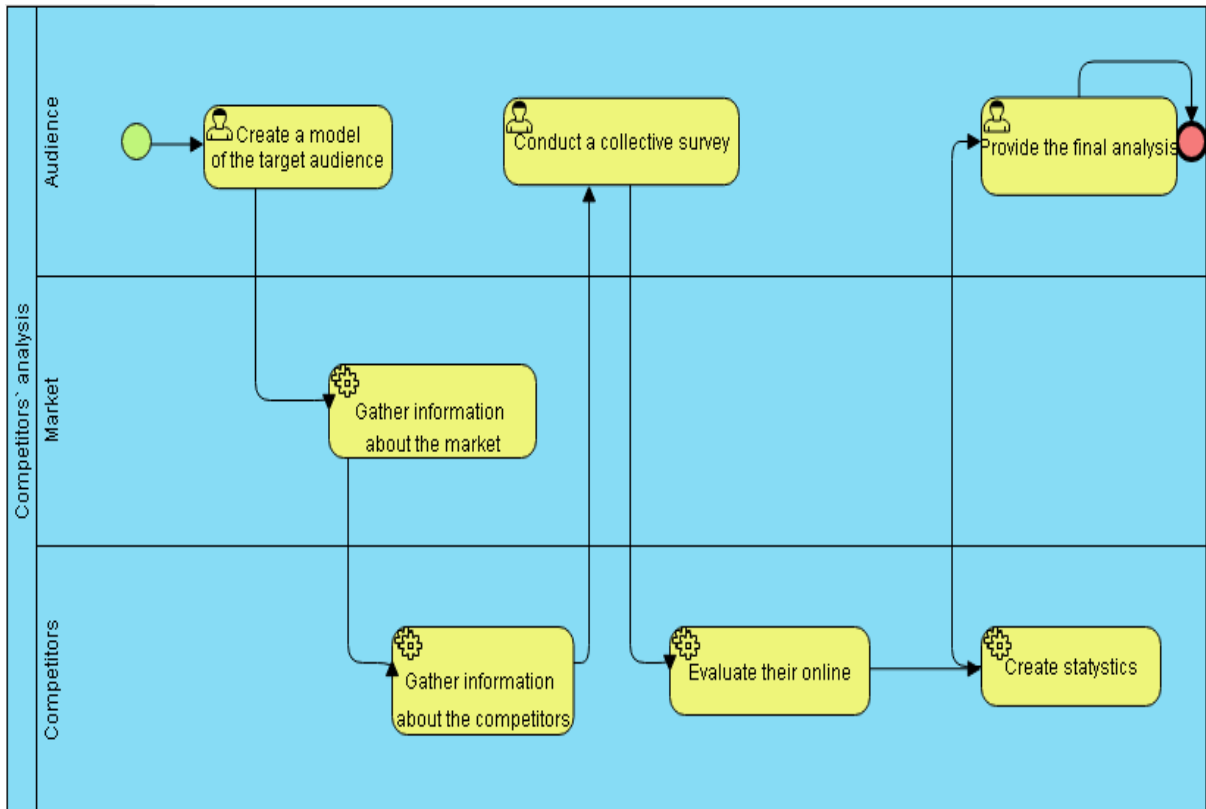 Competitors` analysis
Audience
Create a model
of the target audience
Conduct a collective survey
Provide the final analysis
Market
Gather information
about the market
Competitors
Gather information
about the competitors
Evaluate their online
Create statystics